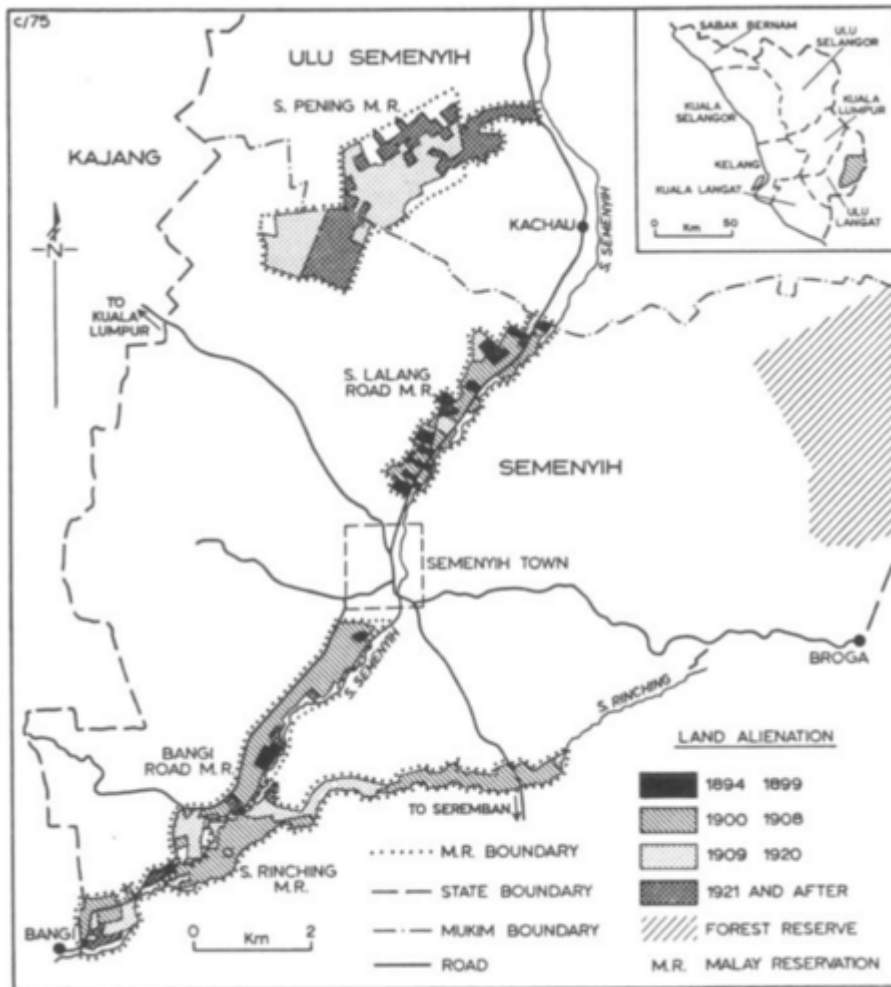 C/75
ULU SEMENYIH
S. PENING M.R.
KAJANG
N
TO
KUALA
LUMPUR
KACHAU
S. SEMENYIH
S. LALANG
ROAD M.R.
SEMENYIH
SEMENYIH TOWN
S. SEMENYIH
BROGA
S. RINCHING
BANGI
ROAD M.R.
TO SEREMBAN
S. RINCHING
M.R.
BANGI
0 2
Km
SABAK BERNAM
ULU
SELANGOR
KUALA
SELANGOR
KUALA
LUMPUR
KELANG
KUALA LANGAT
ULU
LANGAT
0 50
Km
LAND ALIENATION
1894 1899
1900 1908
1909 1920
1921 AND AFTER
FOREST RESERVE
M.R. MALAY RESERVATION
M.R. BOUNDARY
STATE BOUNDARY
MUKIM BOUNDARY
ROAD